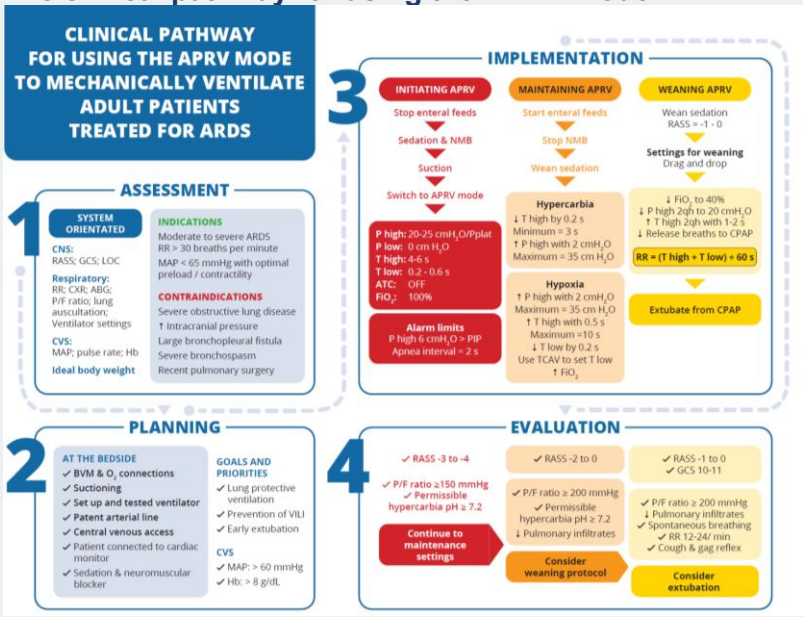 CLINICAL PATHWAY
FOR USING THE APRV MODE
TO MECHANICALLY VENTILATE
ADULT PATIENTS
TREATED FOR ARDS
1
ASSESSMENT
SYSTEM
ORIENTATED
CNS:
RASS; GCS; LOC
Respiratory:
RR; CXR; ABG;
P/F ratio; lung
auscultation;
Ventilator settings
CVS:
MAP; pulse rate; Hb
Ideal body weight
INDICATIONS
Moderate to severe ARDS
RR > 30 breaths per minute
MAP < 65 mmHg with optimal
preload / contractility
CONTRAINDICATIONS
Severe obstructive lung disease
↑ Intracranial pressure
Large bronchopleural fistula
Severe bronchospasm
Recent pulmonary surgery
2
PLANNING
AT THE BEDSIDE
✓ BVM & O₂ connections
✓ Suctioning
✓ Set up and tested ventilator
✓ Patent arterial line
✓ Central venous access
✓ Patient connected to cardiac
monitor
✓ Sedation & neuromuscular
blocker
GOALS AND
PRIORITIES
✓ Lung protective
ventilation
✓ Prevention of VILI
✓ Early extubation
CVS
✓ MAP: > 60 mmHg
✓ Hb: > 8 g/dL
3
IMPLEMENTATION
INITIATING APRV
Stop enteral feeds
Sedation & NMB
Suction
Switch to APRV mode
P high: 20-25 cmH₂O/Pplat
P low: 0 cm H₂O
T high: 4-6 s
T low: 0.2 - 0.6 s
ATC: OFF
FiO₂: 100%
Alarm limits
P high 6 cmH₂O > PIP
Apnea interval = 2 s
MAINTAINING APRV
Start enteral feeds
Stop NMB
Wean sedation
Hypercarbia
↓ T high by 0.2 s
Minimum = 3 s
↑ P high with 2 cmH₂O
Maximum = 35 cm H₂O
Hypoxia
↑ P high with 2 cmH₂O
Maximum = 35 cm H₂O
↑ T high with 0.5 s
Maximum =10 s
↓ T low by 0.2 s
Use TCAV to set T low
↑ FiO₂
WEANING APRV
Wean sedation
RASS = -1 - 0
Settings for weaning
Drag and drop
↓ FiO₂ to 40%
↓ P high 2qh to 20 cmH₂O
↑ T high 2qh with 1-2 s
↓ Release breaths to CPAP
RR = (T high + T low) ÷ 60 s
Extubate from CPAP
4
EVALUATION
✓ RASS -3 to -4
✓ P/F ratio ≥150 mmHg
✓ Permissible
hypercarbia pH ≥ 7.2
Continue to
maintenance
settings
✓ RASS -2 to 0
✓ P/F ratio ≥ 200 mmHg
✓ Permissible
hypercarbia pH ≥ 7.2
↓ Pulmonary infiltrates
Consider
weaning protocol
✓ RASS -1 to 0
✓ GCS 10-11
✓ P/F ratio ≥ 200 mmHg
↓ Pulmonary infiltrates
✓ Spontaneous breathing
✓ RR 12-24/ min
✓ Cough & gag reflex
Consider
extubation